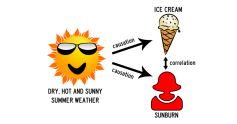 ICE CREAM
causation
correlation
causation
DRY, HOT AND SUNNY
SUMMER WEATHER
SUNBURN